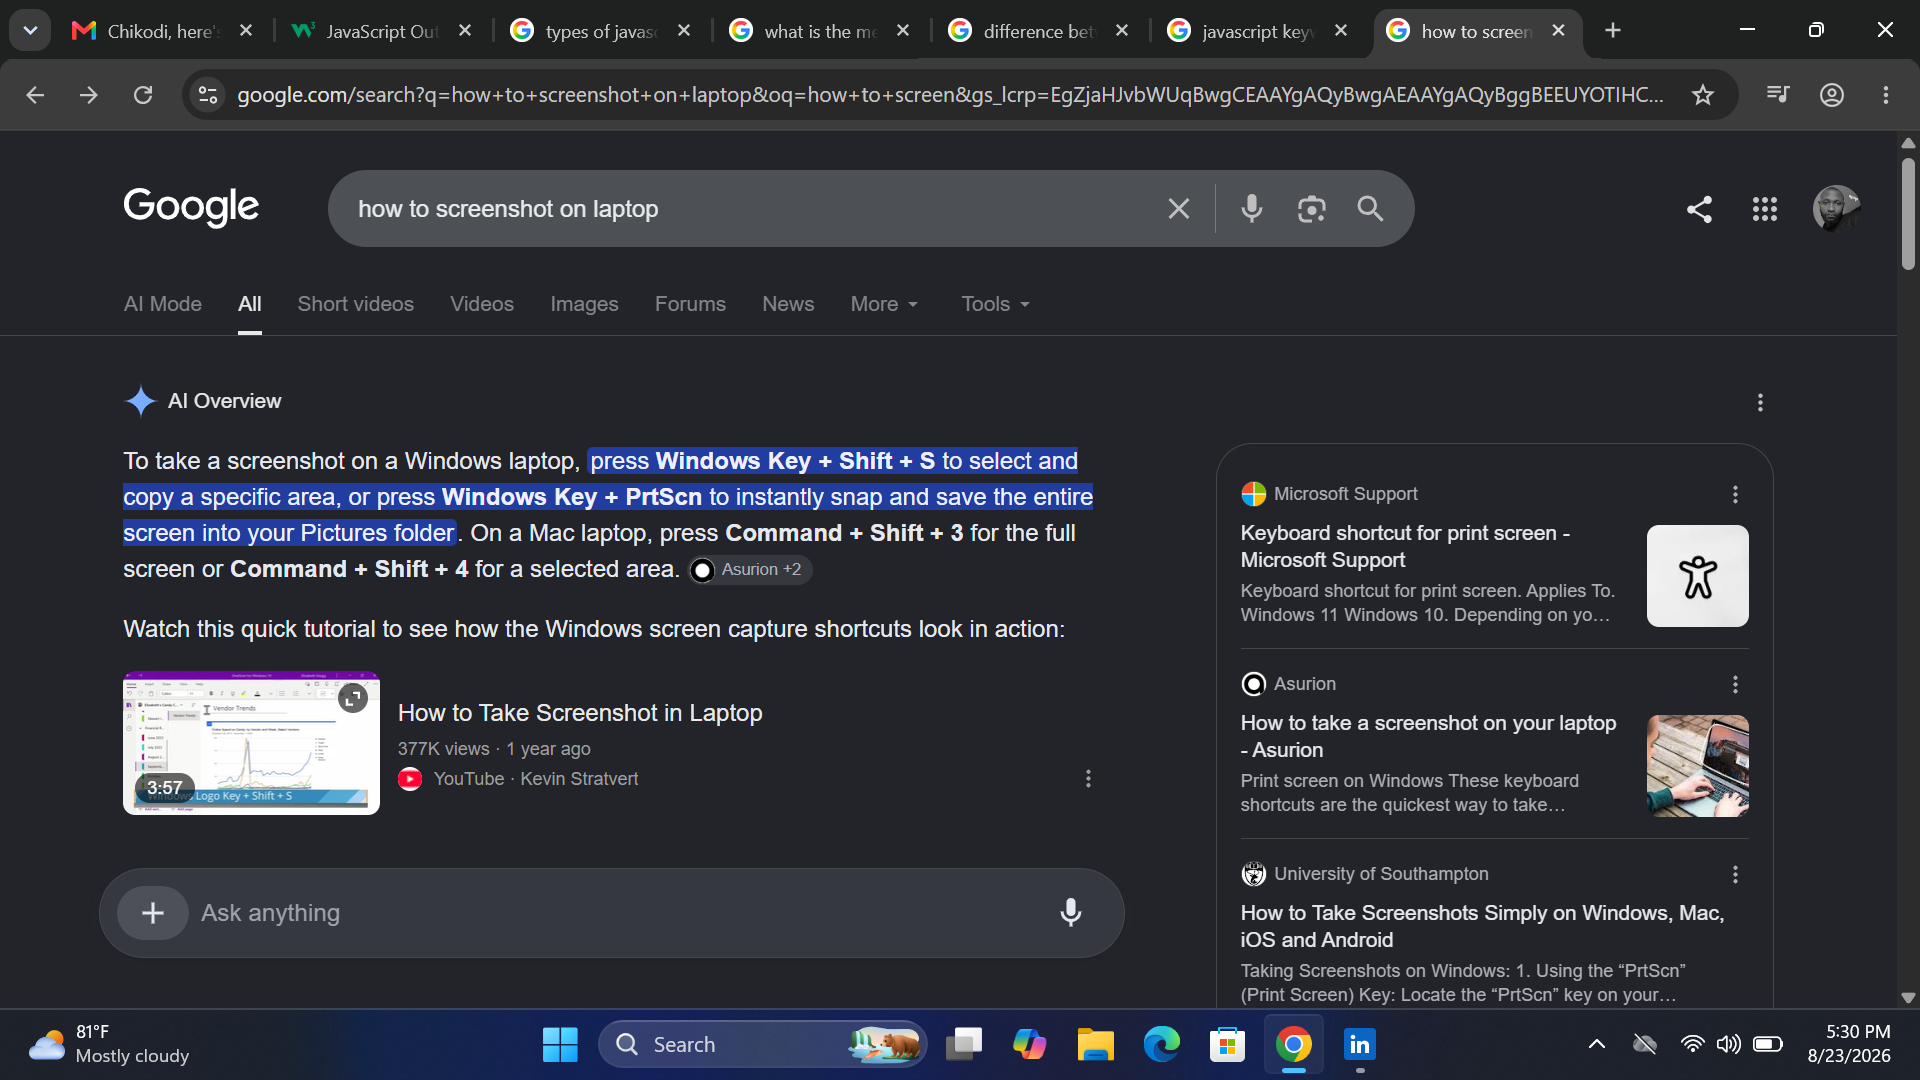 Chikodi, here's
JavaScript Out
types of javasc
what is the me
difference bet
javascript keyw
how to screen
google.com/search?q=how+to+screenshot+on+laptop&oq=how+to+screen&gs_lcrp=EgZjaHJvbWUqBwgCEAAYgAQyBwgAEAAYgAQyBggBEEUYOTIHC...
Google
how to screenshot on laptop
AI Mode
All
Short videos
Videos
Images
Forums
News
More
Tools
AI Overview
To take a screenshot on a Windows laptop, press Windows Key + Shift + S to select and
copy a specific area, or press Windows Key + PrtScn to instantly snap and save the entire
screen into your Pictures folder. On a Mac laptop, press Command + Shift + 3 for the full
screen or Command + Shift + 4 for a selected area. Asurion +2
Watch this quick tutorial to see how the Windows screen capture shortcuts look in action:
Vendor Trends
3:57
Windows Logo Key + Shift + S
How to Take Screenshot in Laptop
377K views · 1 year ago
YouTube · Kevin Stratvert
Ask anything
Microsoft Support
Keyboard shortcut for print screen -
Microsoft Support
Keyboard shortcut for print screen. Applies To.
Windows 11 Windows 10. Depending on yo...
Asurion
How to take a screenshot on your laptop
- Asurion
Print screen on Windows These keyboard
shortcuts are the quickest way to take...
University of Southampton
How to Take Screenshots Simply on Windows, Mac,
iOS and Android
Taking Screenshots on Windows: 1. Using the “PrtScn”
(Print Screen) Key: Locate the “PrtScn” key on your...
81°F
Mostly cloudy
Search
in
5:30 PM
8/23/2026